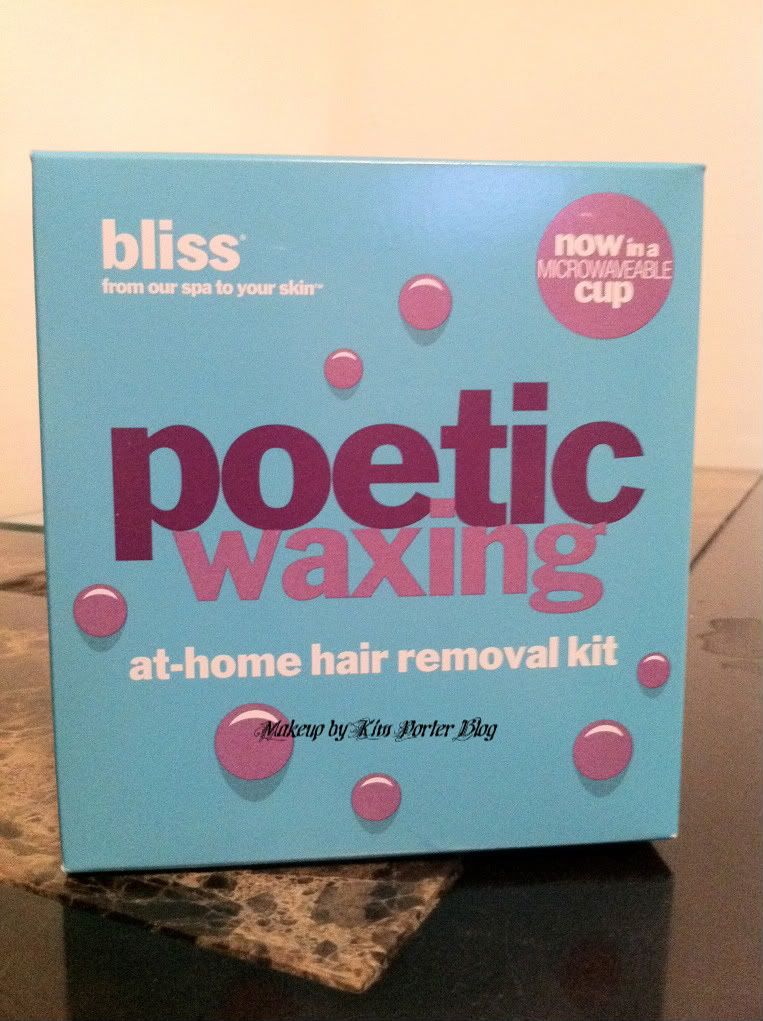 bliss®
from our spa to your skin™
now in a
MICROWAVEABLE
cup
poetic
waxing
at-home hair removal kit
Makeup by Kim Porter Blog